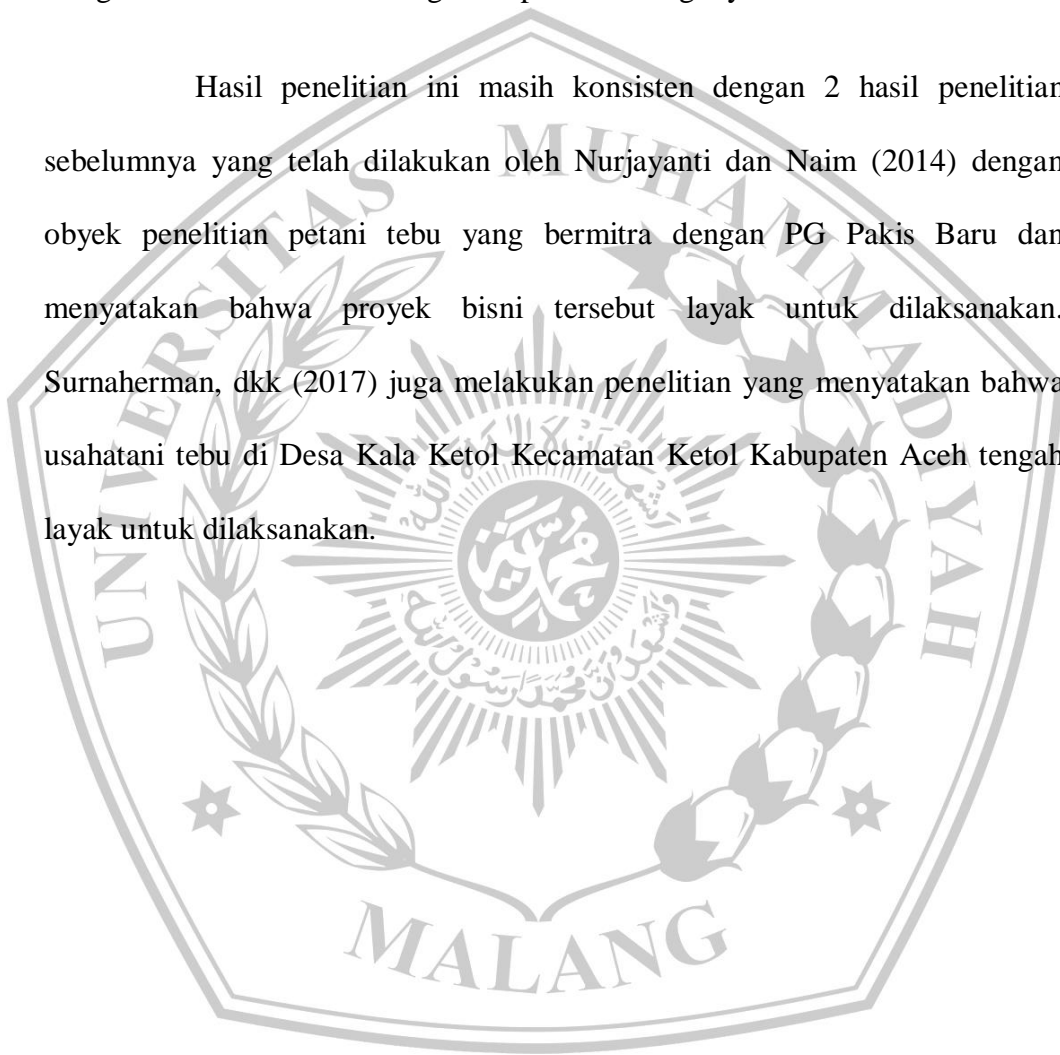 Hasil penelitian ini masih konsisten dengan 2 hasil penelitian
sebelumnya yang telah dilakukan oleh Nurjayanti dan Naim (2014) dengan
obyek penelitian petani tebu yang bermitra dengan PG Pakis Baru dan
menyatakan bahwa proyek bisni tersebut layak untuk dilaksanakan.
Surnaherman, dkk (2017) juga melakukan penelitian yang menyatakan bahwa
usahatani tebu di Desa Kala Ketol Kecamatan Ketol Kabupaten Aceh tengah
layak untuk dilaksanakan.
UNIVERSITAS MUHAMMADIYAH
MALANG